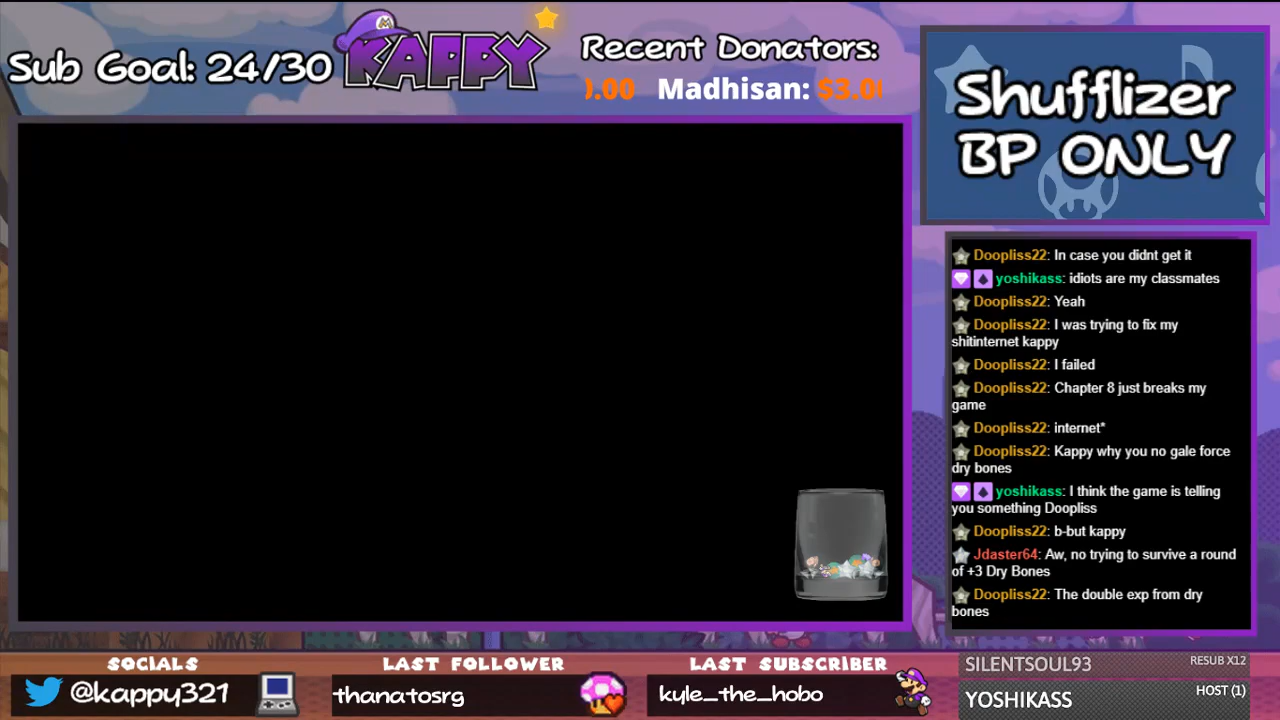 Sub Goal: 24/30
KAPPY
Recent Donators:
0.00 Madhisan: $3.00
Shufflizer
BP ONLY
Doopliss22: In case you didnt get it
yoshikass: idiots are my classmates
Doopliss22: Yeah
Doopliss22: I was trying to fix my
shitinternet kappy
Doopliss22: I failed
Doopliss22: Chapter 8 just breaks my
game
Doopliss22: internet*
Doopliss22: Kappy why you no gale force
dry bones
yoshikass: I think the game is telling
you something Doopliss
Doopliss22: b-but kappy
Jdaster64: Aw, no trying to survive a round
of +3 Dry Bones
Doopliss22: The double exp from dry
bones
SOCIALS
@kappy321
LAST FOLLOWER
thanatosrg
LAST SUBSCRIBER
kyle_the_hobo
SILENTSOUL93 RESUB X12
YOSHIKASS HOST (1)